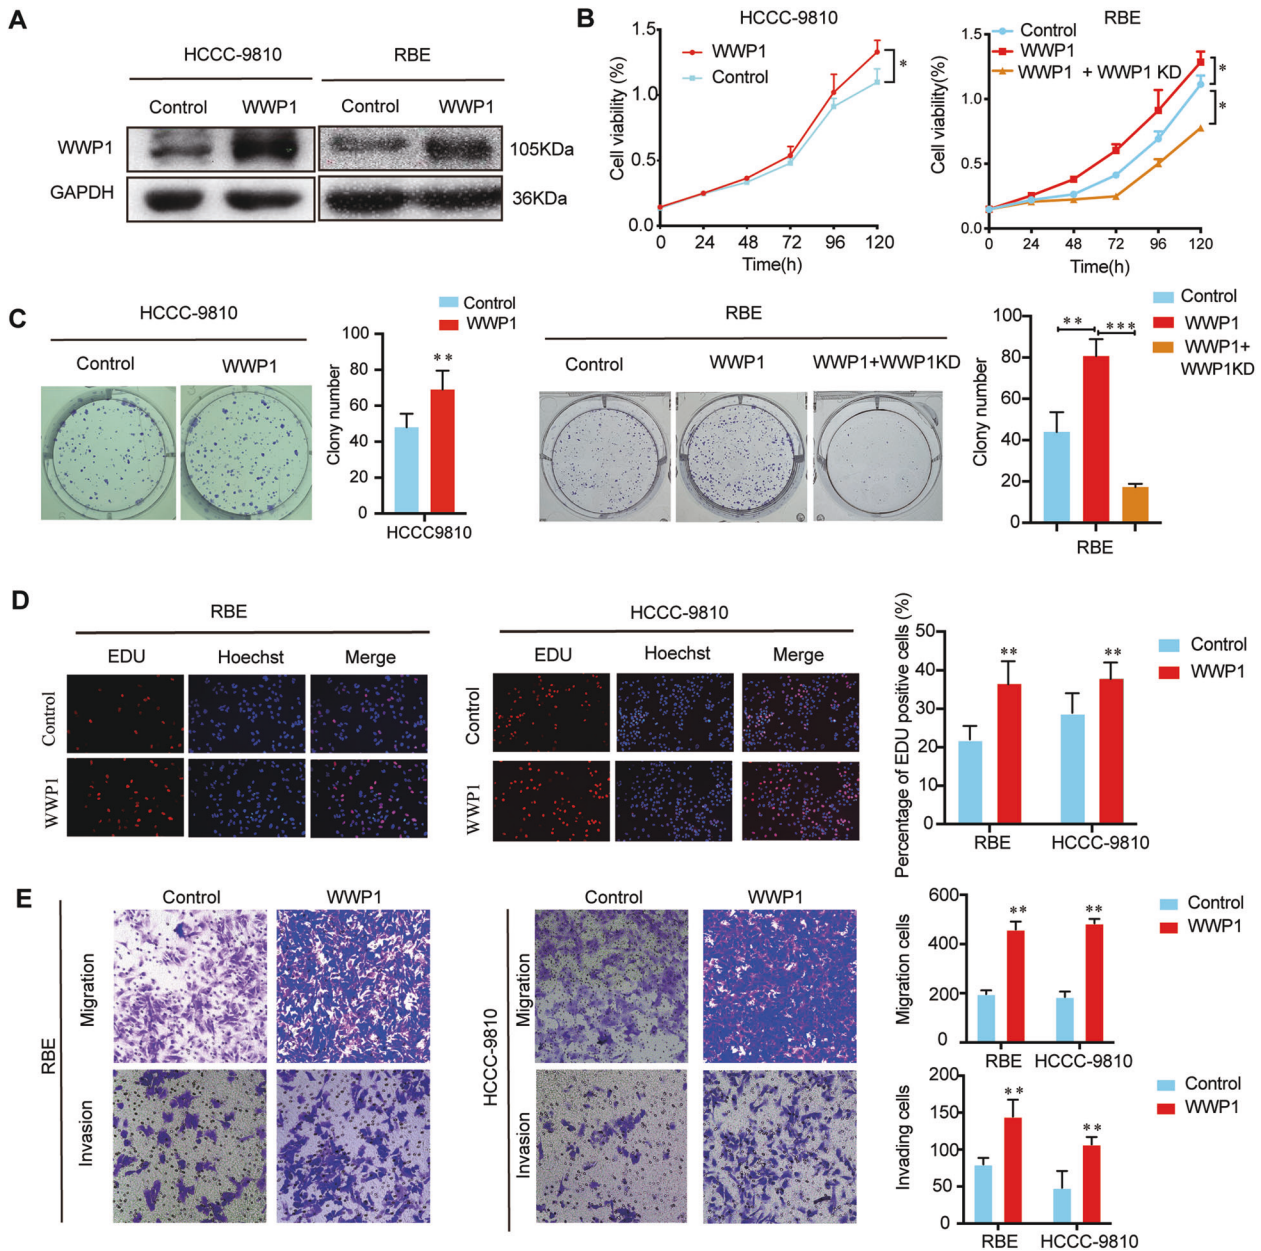 A
HCCC-9810
RBE
Control
WWP1
Control
WWP1
WWP1
105KDa
GAPDH
36KDa
B
HCCC-9810
Cell viability (%)
1.5
1.0
0.5
0.0
WWP1
Control
*
0 24 48 72 96 120
Time(h)
RBE
Cell viability(%)
1.5
1.0
0.5
0.0
Control
WWP1
WWP1 + WWP1 KD
*
*
0 24 48 72 96 120
Time(h)
C
HCCC-9810
Control
WWP1
Control
WWP1
Clony number
100
80
60
40
20
0
**
HCCC9810
RBE
Control
WWP1
WWP1+WWP1KD
Clony number
100
80
60
40
20
0
**
***
RBE
Control
WWP1
WWP1+
WWP1KD
D
RBE
EDU
Hoechst
Merge
Control
WWP1
HCCC-9810
EDU
Hoechst
Merge
Control
WWP1
Percentage of EDU positive cells (%)
50
40
30
20
10
0
**
**
RBE
HCCC-9810
Control
WWP1
E
RBE
Control
WWP1
Migration
Invasion
HCCC-9810
Control
WWP1
Migration
Invasion
Migration cells
600
400
200
0
**
**
RBE
HCCC-9810
Control
WWP1
Invading cells
200
150
100
50
0
**
**
RBE
HCCC-9810
Control
WWP1